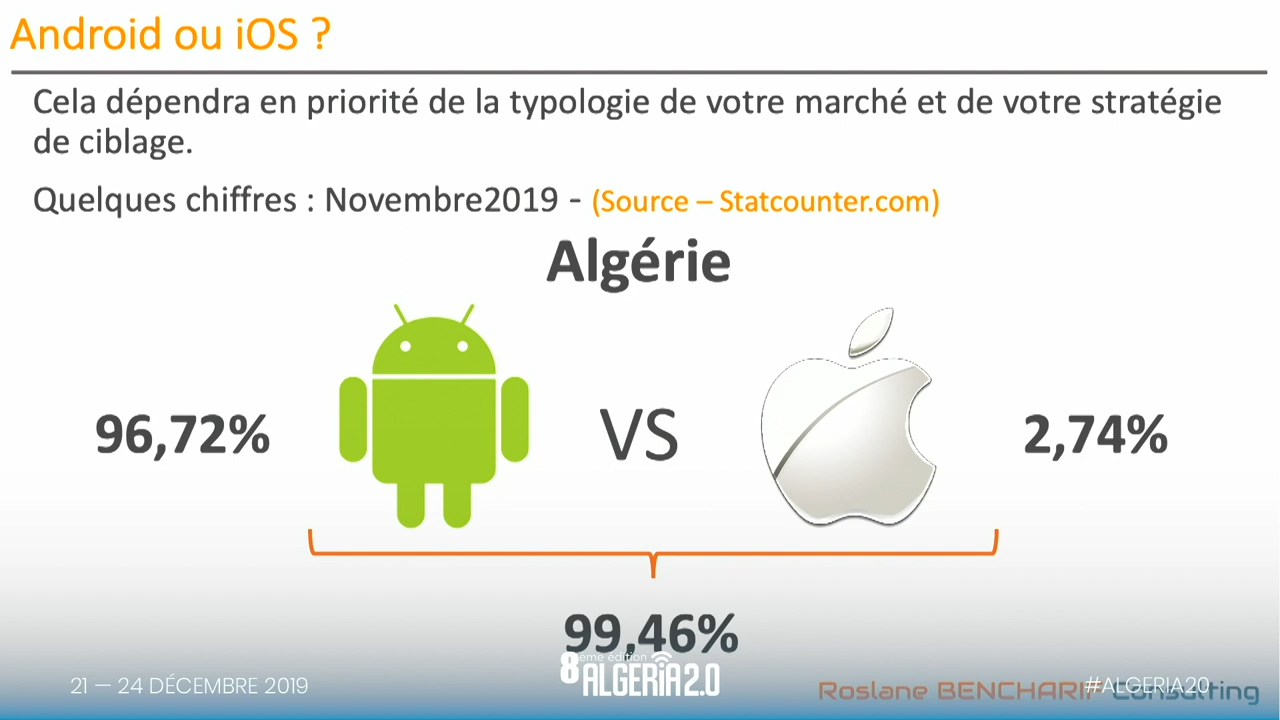 Android ou iOS ?
Cela dépendra en priorité de la typologie de votre marché et de votre stratégie
de ciblage.
Quelques chiffres : Novembre2019 - (Source – Statcounter.com)
Algérie
96,72%
VS
2,74%
99,46%
8ème édition
ALGERIA2.0
21 — 24 DÉCEMBRE 2019
#ALGERIA20
Roslane BENCHARIF Consulting